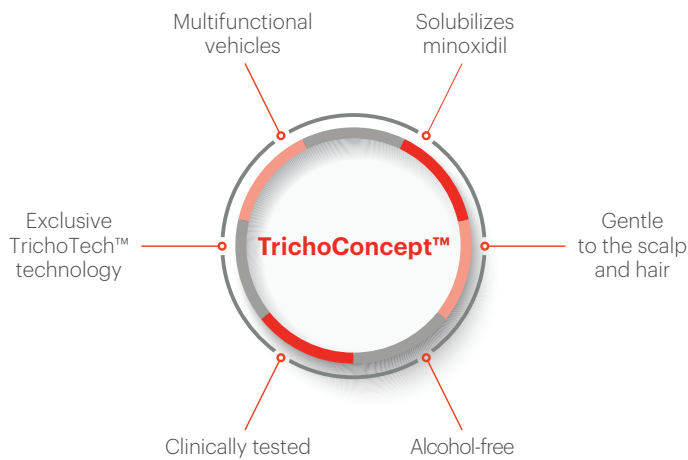 Multifunctional
vehicles
Solubilizes
minoxidil
Exclusive
TrichoTech™
technology
TrichoConcept™
Gentle
to the scalp
and hair
Clinically tested
Alcohol-free